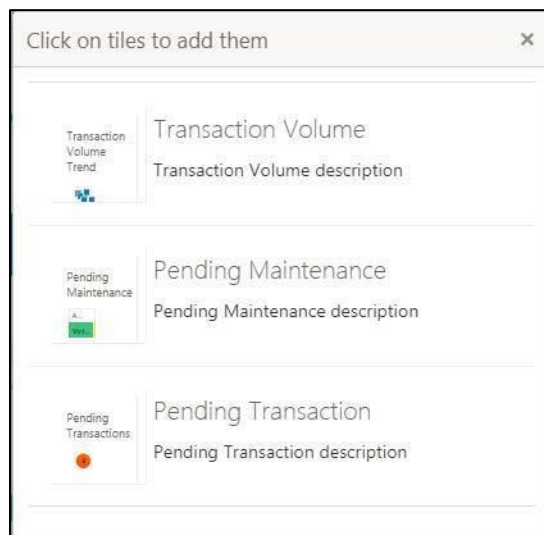 Click on tiles to add them ×
Transaction
Volume
Trend
Transaction Volume
Transaction Volume description
Pending
Maintenance
A...
Pending Maintenance
Pending Maintenance description
Pending
Transactions
Pending Transaction
Pending Transaction description